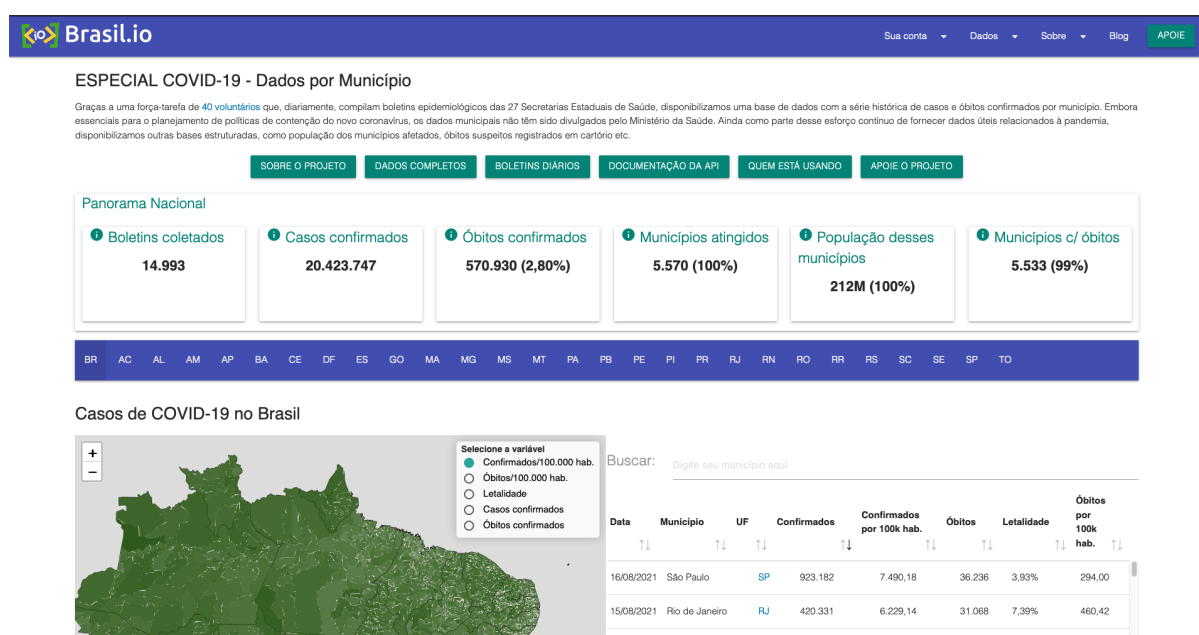 <io> Brasil.io
Sua conta Dados Sobre Blog APOIE
ESPECIAL COVID-19 - Dados por Município
Graças a uma força-tarefa de 40 voluntários que, diariamente, compilam boletins epidemiológicos das 27 Secretarias Estaduais de Saúde, disponibilizamos uma base de dados com a série histórica de casos e óbitos confirmados por município. Embora
essenciais para o planejamento de políticas de contenção do novo coronavírus, os dados municipais não têm sido divulgados pelo Ministério da Saúde. Ainda como parte desse esforço contínuo de fornecer dados úteis relacionados à pandemia,
disponibilizamos outras bases estruturadas, como população dos municípios afetados, óbitos suspeitos registrados em cartório etc.
SOBRE O PROJETO DADOS COMPLETOS BOLETINS DIÁRIOS DOCUMENTAÇÃO DA API QUEM ESTÁ USANDO APOIE O PROJETO
Panorama Nacional
Boletins coletados
14.993
Casos confirmados
20.423.747
Óbitos confirmados
570.930 (2,80%)
Municípios atingidos
5.570 (100%)
População desses
municípios
212M (100%)
Municípios c/ óbitos
5.533 (99%)
BR AC AL AM AP BA CE DF ES GO MA MG MS MT PA PB PE PI PR RJ RN RO RR RS SC SE SP TO
Casos de COVID-19 no Brasil
+
−
Selecione a variável
Confirmados/100.000 hab.
Óbitos/100.000 hab.
Letalidade
Casos confirmados
Óbitos confirmados
Buscar: Digite seu município aqui
Data Município UF Confirmados Confirmados por 100k hab. Óbitos Letalidade Óbitos por 100k hab.
16/08/2021 São Paulo SP 923.182 7.490,18 36.236 3,93% 294,00
15/08/2021 Rio de Janeiro RJ 420.331 6.229,14 31.068 7,39% 460,42